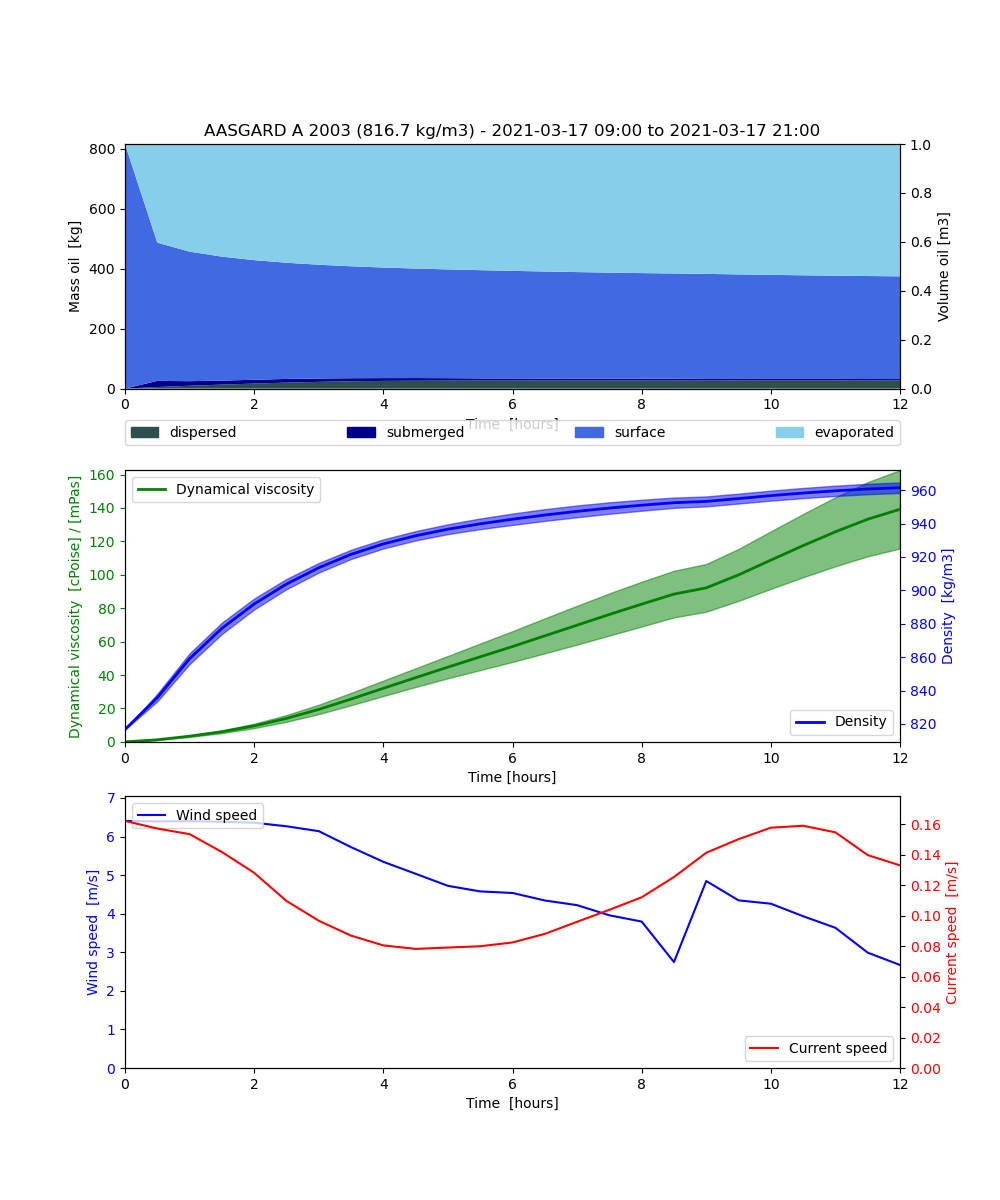 AASGARD A 2003 (816.7 kg/m3) - 2021-03-17 09:00 to 2021-03-17 21:00
800
600
400
200
0
Mass oil [kg]
1.0
0.8
0.6
0.4
0.2
0.0
Volume oil [m3]
0 2 4 6 8 10 12
Time [hours]
dispersed submerged surface evaporated
160
140
120
100
80
60
40
20
0
Dynamical viscosity [cPoise] / [mPas]
Dynamical viscosity
960
940
920
900
880
860
840
820
Density [kg/m3]
Density
0 2 4 6 8 10 12
Time [hours]
7
6
5
4
3
2
1
0
Wind speed [m/s]
Wind speed
0.16
0.14
0.12
0.10
0.08
0.06
0.04
0.02
0.00
Current speed [m/s]
Current speed
0 2 4 6 8 10 12
Time [hours]